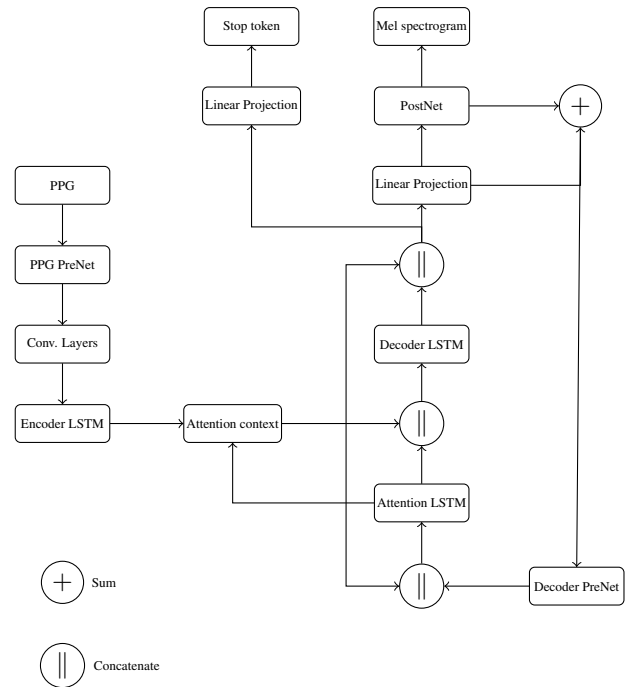 Stop token
Mel spectrogram
Linear Projection
PostNet
+
PPG
Linear Projection
PPG PreNet
||
Conv. Layers
Decoder LSTM
Encoder LSTM
Attention context
||
Attention LSTM
+
Sum
||
Decoder PreNet
||
Concatenate